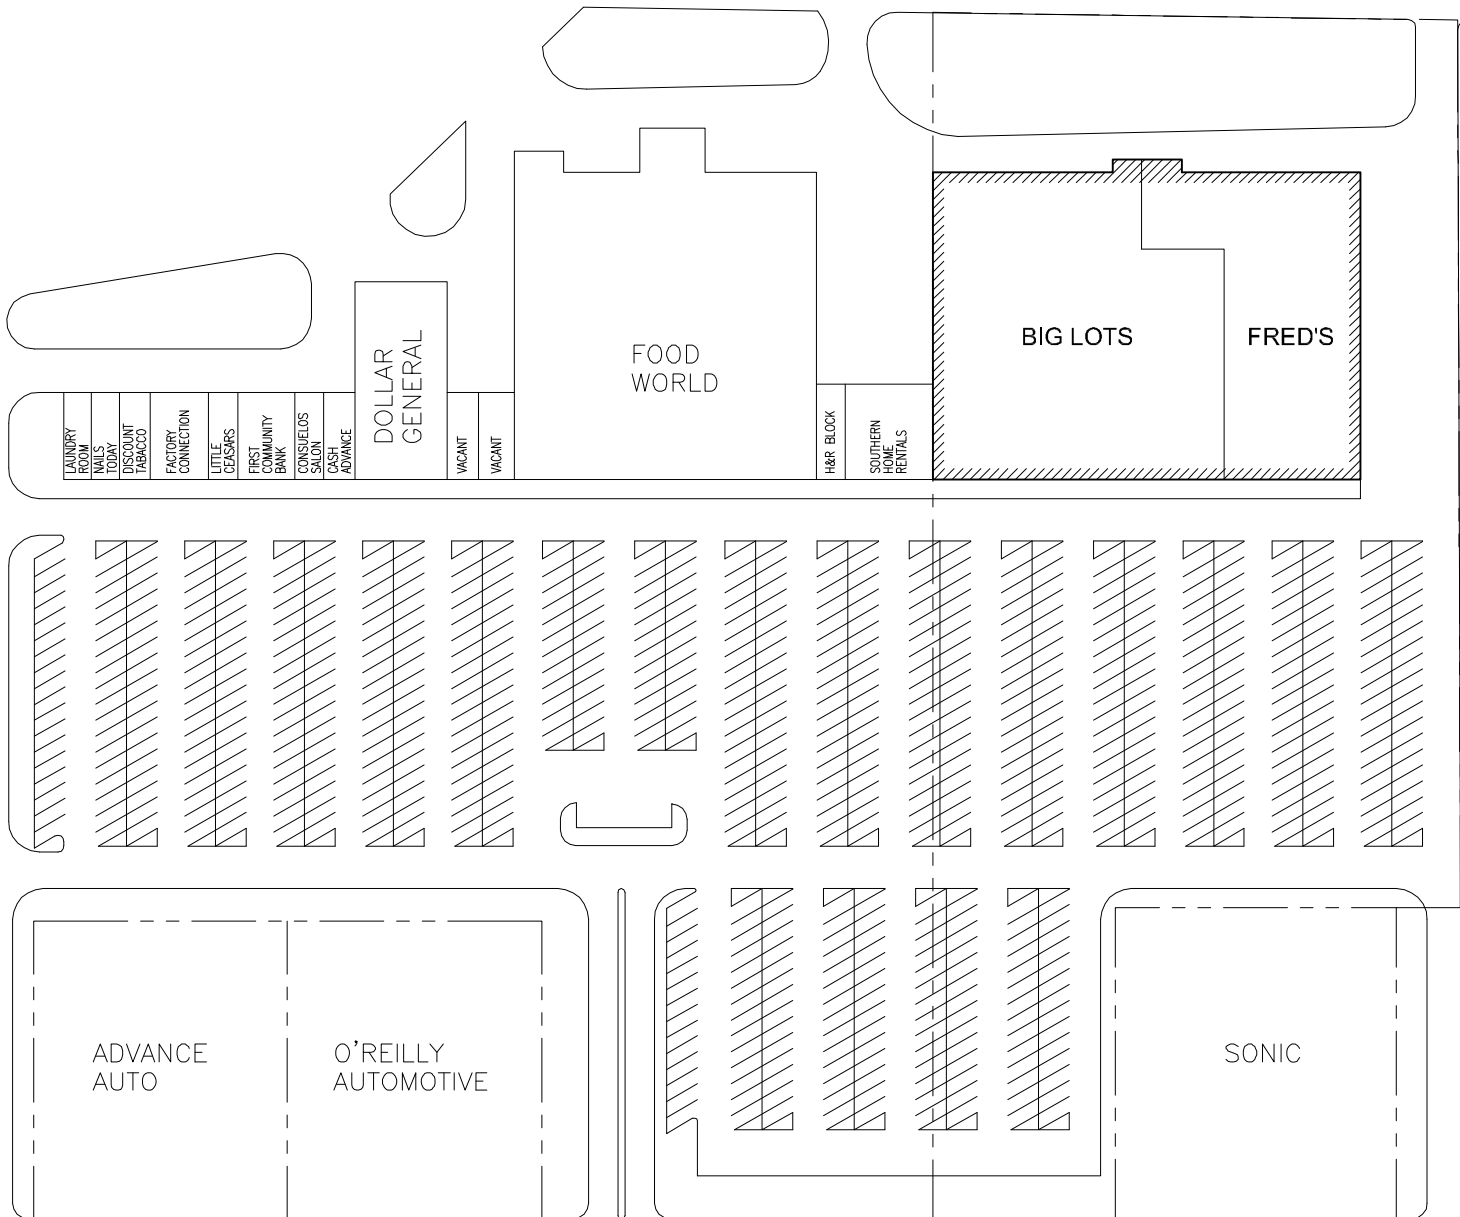 BIG LOTS
FRED'S
FOOD
WORLD
DOLLAR
GENERAL
LAUNDRY
ROOM
NAILS
TODAY
DISCOUNT
TABACCO
FACTORY
CONNECTION
LITTLE
CEASARS
FIRST
COMMUNITY
BANK
CONSUELOS
SALON
CASH
ADVANCE
VACANT
VACANT
H&R BLOCK
SOUTHERN
HOME
RENTALS
ADVANCE
AUTO
O'REILLY
AUTOMOTIVE
SONIC